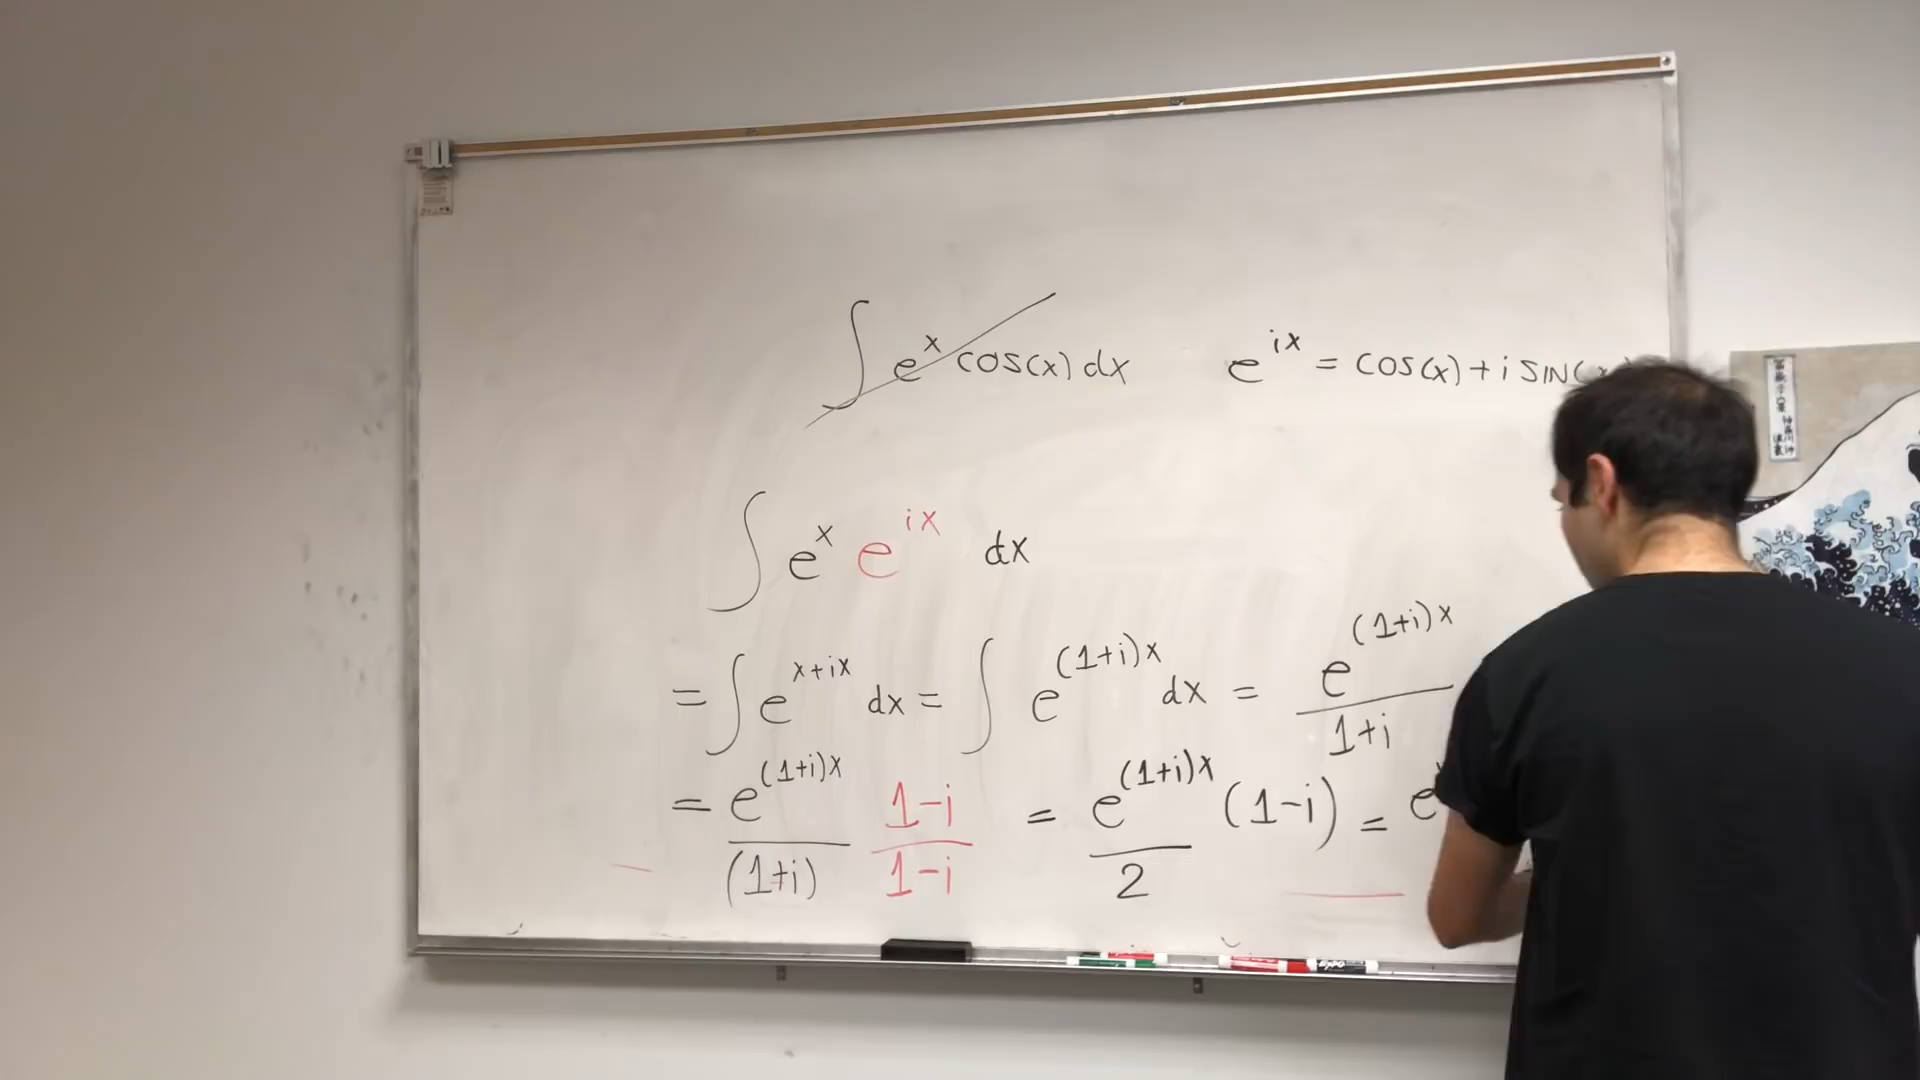 ∫ e^x cos(x) dx e^{ix} = cos(x) + i SIN(x
∫ e^x e^{ix} dx
= ∫ e^{x+ix} dx = ∫ e^{(1+i)x} dx = e^{(1+i)x} / 1+i
= e^{(1+i)x} / (1+i) 1-i / 1-i = e^{(1+i)x} / 2 (1-i) = e
EXPO